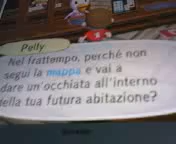 Pelly
Nel frattempo, perché non
segui la mappa e vai a
dare un'occhiata all'interno
della tua futura abitazione?